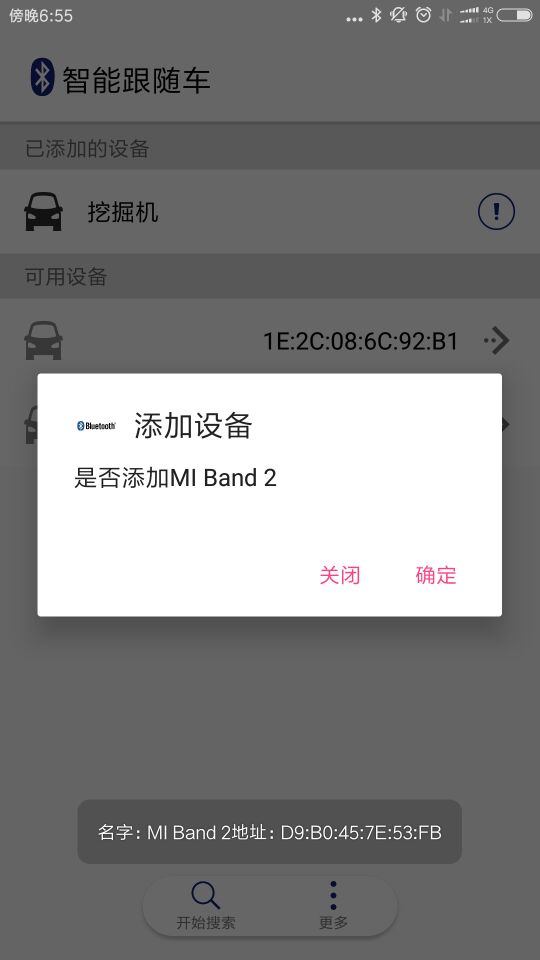 傍晚6:55
4G
1X
智能跟随车
已添加的设备
挖掘机
可用设备
1E:2C:08:6C:92:B1
Bluetooth
添加设备
是否添加MI Band 2
关闭
确定
名字：MI Band 2地址：D9:B0:45:7E:53:FB
开始搜索
更多